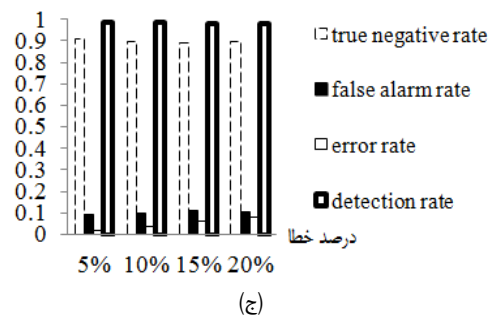 1
0.9
0.8
0.7
0.6
0.5
0.4
0.3
0.2
0.1
0
5% 10% 15% 20%
درصد خطا
true negative rate
false alarm rate
error rate
detection rate
(ج)